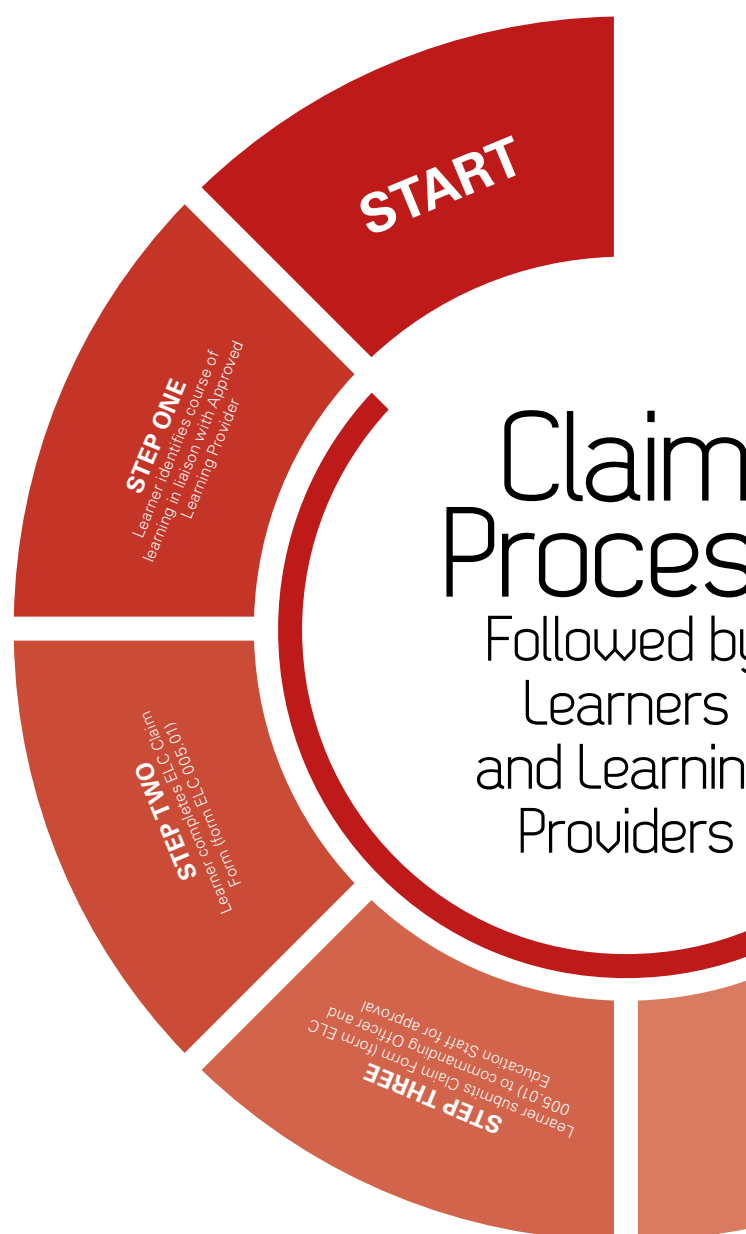 START
STEP ONE
Learner identifies course of
learning in liaison with Approved
Learning Provider
STEP TWO
Learner completes ELC Claim
Form (form ELC 005.01)
STEP THREE
Learner submits Claim Form (form ELC
005.01) to commanding Officer and
Education Staff for approval
Claim
Proces
Followed by
Learners
and Learnin
Providers